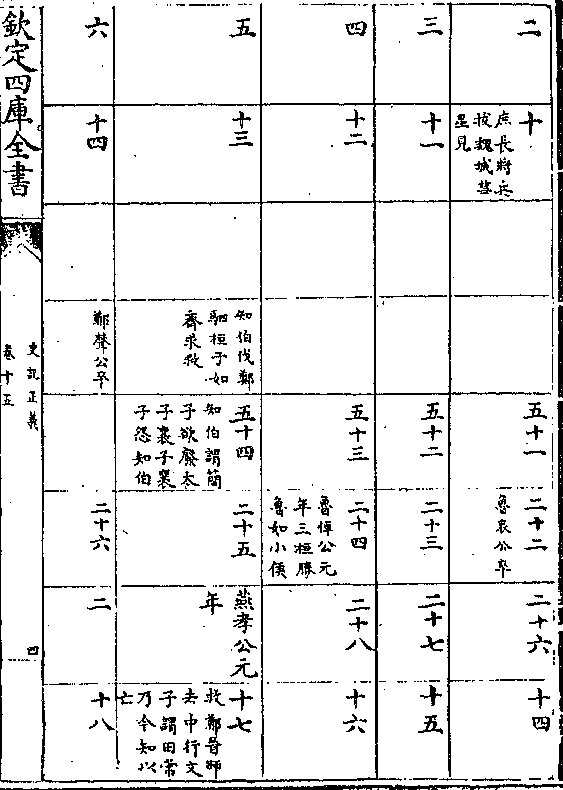 二
十
庶長將兵
拔魏城彗
星見
五十一
二十二
魯哀公卒
二十六
十四
三
十一
五十二
二十三
二十七
十五
四
十二
五十三
二十四
魯悼公元
年三桓勝
魯如小侯
二十八
十六
五
十三
知伯伐鄭
駟桓子如
齊求救
五十四
知伯謂簡
子欲廢太
子襄子襄
子怨知伯
二十五
燕孝公元
年
十七
救鄭晉師
去中行文
子謂田常
乃今知以
亡
六
十四
鄭聲公卒
二十六
二
十八
欽定四庫全書
史記正義
卷十五
四